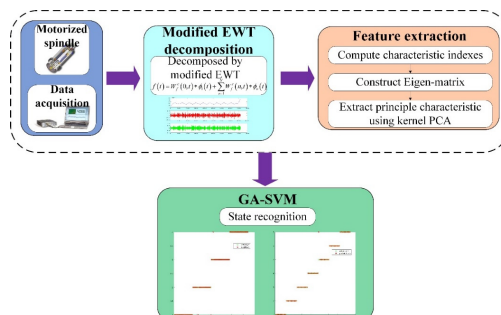 Motorized
spindle
Data
acquisition
Modified EWT
decomposition
Decomposed by
modified EWT
Feature extraction
Compute characteristic indexes
Construct Eigen-matrix
Extract principle characteristic
using kernel PCA
GA-SVM
State recognition